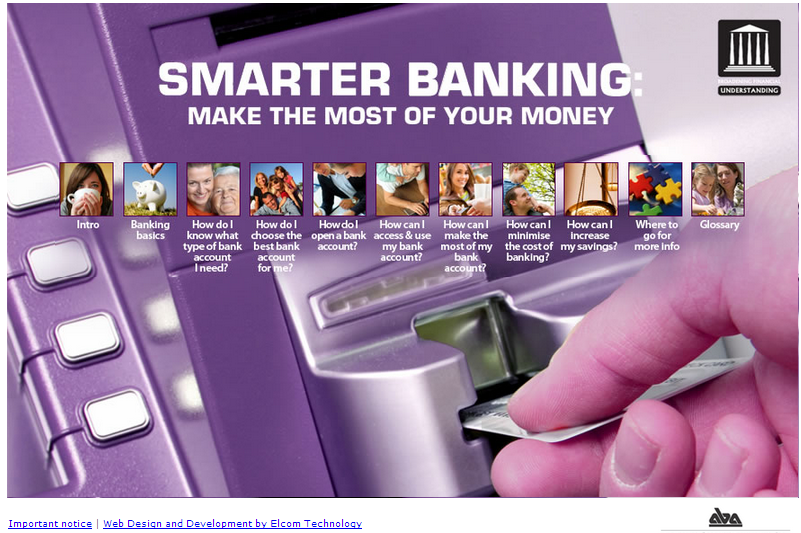 SMARTER BANKING:
MAKE THE MOST OF YOUR MONEY
UNDERSTANDING
Intro
Banking
basics
How do I
know what
type of bank
account
I need?
How do I
choose the
best bank
account
for me?
How do I
open a bank
account?
How can I
access & use
my bank
account?
How can I
make the
most of my
bank
account?
How can I
minimise
the cost of
banking?
How can I
increase
my savings?
Where to
go for
more info
Glossary
Important notice | Web Design and Development by Elcom Technology
aba